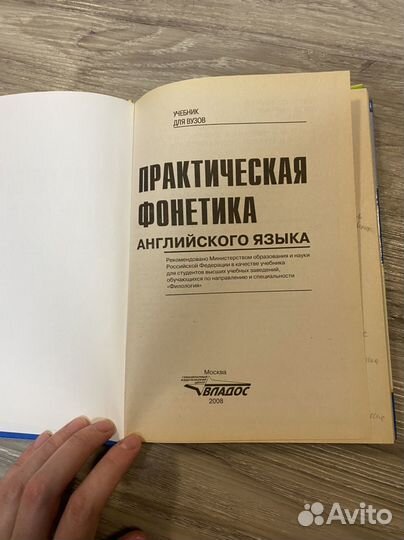 УЧЕБНИК
ДЛЯ ВУЗОВ
ПРАКТИЧЕСКАЯ
ФОНЕТИКА
АНГЛИЙСКОГО ЯЗЫКА
Рекомендовано Министерством образования и науки
Российской Федерации в качестве учебника
для студентов высших учебных заведений,
обучающихся по направлению и специальности
«Филология»
Москва
ВЛАДОС
2008
Avito